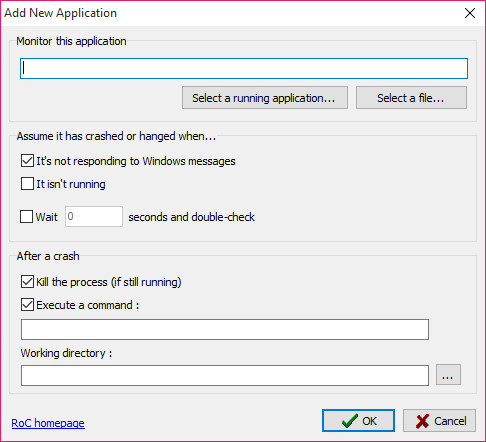 Add New Application
Monitor this application
Select a running application...
Select a file...
Assume it has crashed or hanged when...
It's not responding to Windows messages
It isn't running
Wait 0 seconds and double-check
After a crash
Kill the process (if still running)
Execute a command :
Working directory :
...
RoC homepage
OK
Cancel